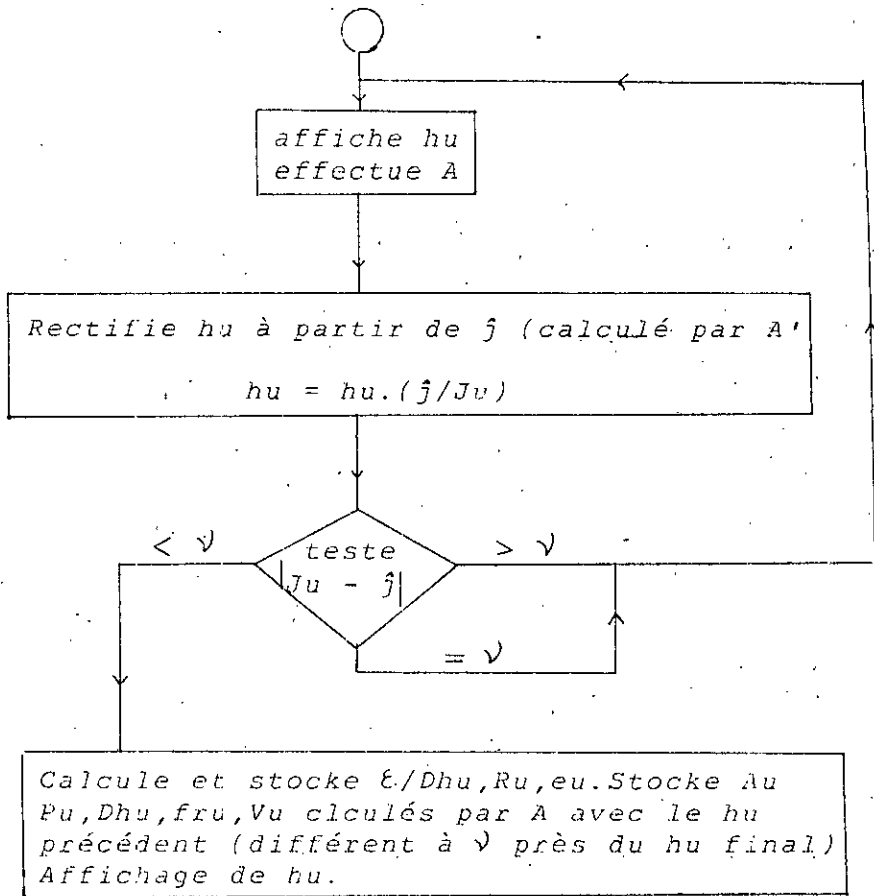 affiche hu
effectue A
Rectifie hu à partir de ĵ (calculé par A'
hu = hu.(ĵ/Ju)
< ν
teste
> ν
|Ju - ĵ|
= ν
Calcule et stocke ε/Dhu,Ru,eu.Stocke Au
Pu,Dhu,fru,Vu clculés par A avec le hu
précédent (différent à ν près du hu final)
Affichage de hu.